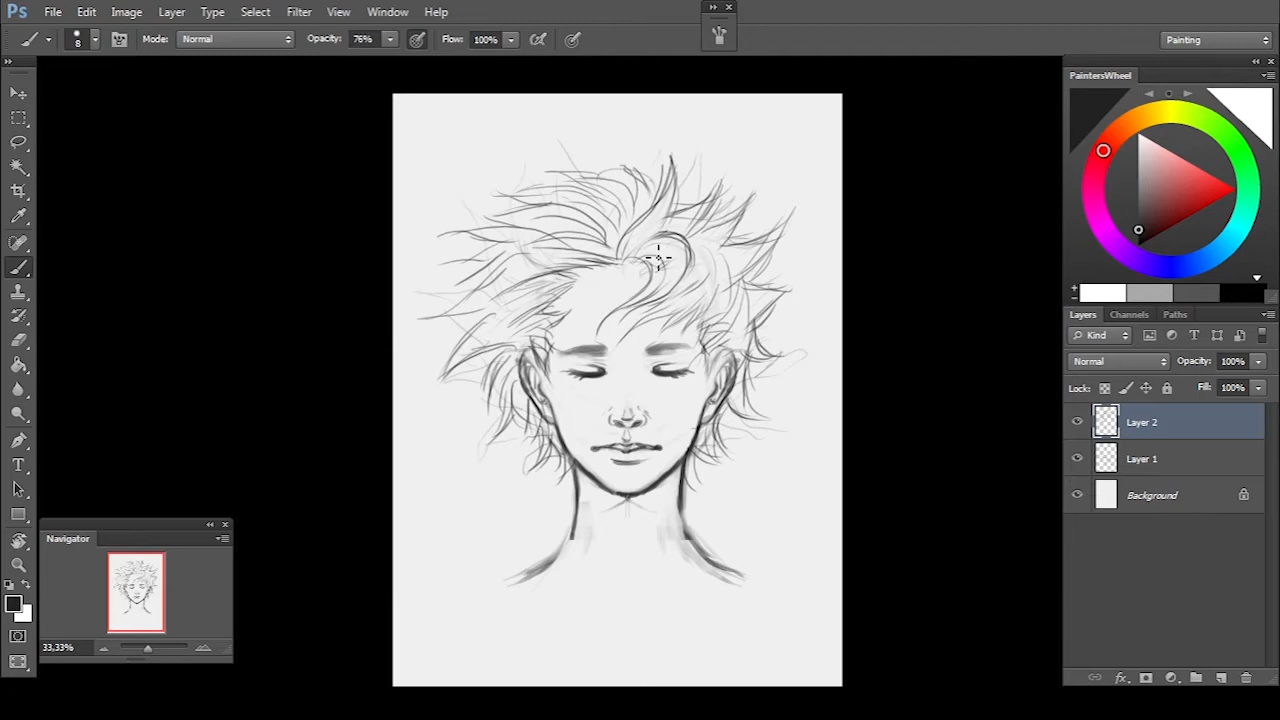 Ps File Edit Image Layer Type Select Filter View Window Help
8 Mode: Normal Opacity: 76% Flow: 100% Painting
PaintersWheel
Layers Channels Paths
Kind
Normal Opacity: 100%
Lock: Fill: 100%
Layer 2
Layer 1
Background
Navigator
33,33%